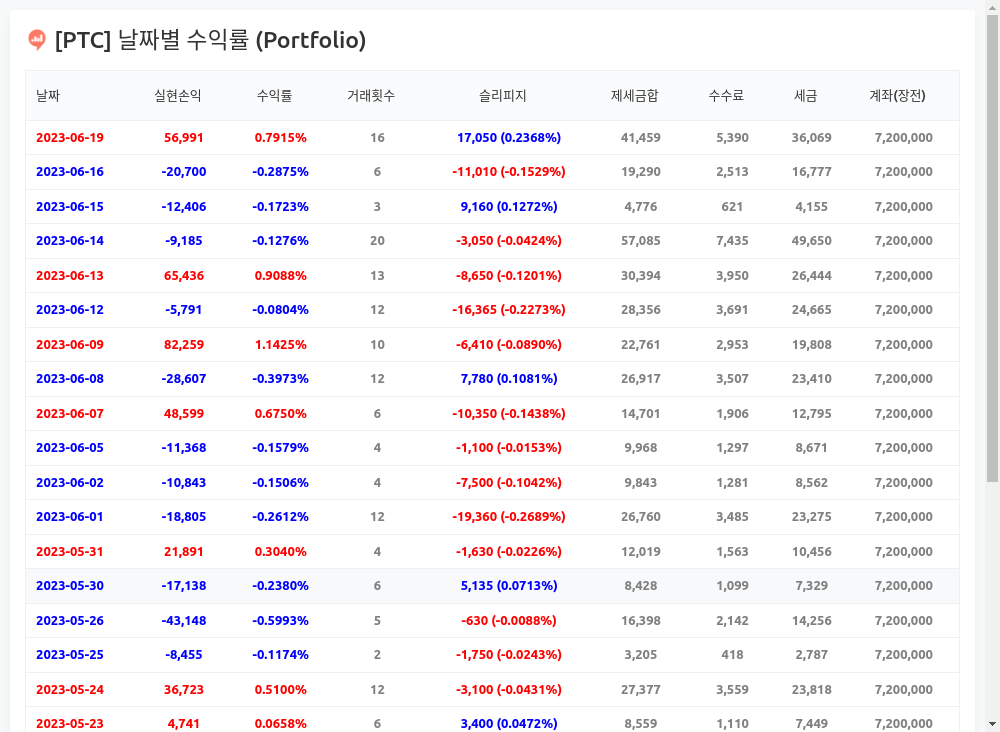 [PTC] 날짜별 수익률 (Portfolio)
날짜 실현손익 수익률 거래횟수 슬리피지 제세금합 수수료 세금 계좌(장전)
2023-06-19 56,991 0.7915% 16 17,050 (0.2368%) 41,459 5,390 36,069 7,200,000
2023-06-16 -20,700 -0.2875% 6 -11,010 (-0.1529%) 19,290 2,513 16,777 7,200,000
2023-06-15 -12,406 -0.1723% 3 9,160 (0.1272%) 4,776 621 4,155 7,200,000
2023-06-14 -9,185 -0.1276% 20 -3,050 (-0.0424%) 57,085 7,435 49,650 7,200,000
2023-06-13 65,436 0.9088% 13 -8,650 (-0.1201%) 30,394 3,950 26,444 7,200,000
2023-06-12 -5,791 -0.0804% 12 -16,365 (-0.2273%) 28,356 3,691 24,665 7,200,000
2023-06-09 82,259 1.1425% 10 -6,410 (-0.0890%) 22,761 2,953 19,808 7,200,000
2023-06-08 -28,607 -0.3973% 12 7,780 (0.1081%) 26,917 3,507 23,410 7,200,000
2023-06-07 48,599 0.6750% 6 -10,350 (-0.1438%) 14,701 1,906 12,795 7,200,000
2023-06-05 -11,368 -0.1579% 4 -1,100 (-0.0153%) 9,968 1,297 8,671 7,200,000
2023-06-02 -10,843 -0.1506% 4 -7,500 (-0.1042%) 9,843 1,281 8,562 7,200,000
2023-06-01 -18,805 -0.2612% 12 -19,360 (-0.2689%) 26,760 3,485 23,275 7,200,000
2023-05-31 21,891 0.3040% 4 -1,630 (-0.0226%) 12,019 1,563 10,456 7,200,000
2023-05-30 -17,138 -0.2380% 6 5,135 (0.0713%) 8,428 1,099 7,329 7,200,000
2023-05-26 -43,148 -0.5993% 5 -630 (-0.0088%) 16,398 2,142 14,256 7,200,000
2023-05-25 -8,455 -0.1174% 2 -1,750 (-0.0243%) 3,205 418 2,787 7,200,000
2023-05-24 36,723 0.5100% 12 -3,100 (-0.0431%) 27,377 3,559 23,818 7,200,000
2023-05-23 4,741 0.0658% 6 3,400 (0.0472%) 8,559 1,110 7,449 7,200,000